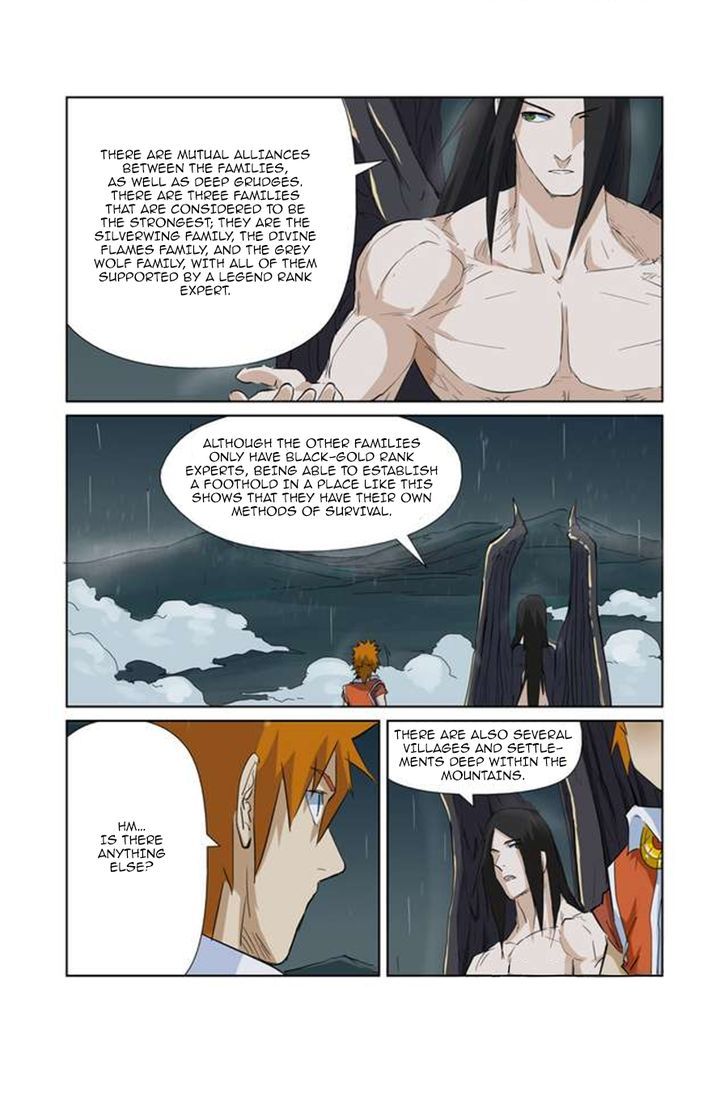 THERE ARE MUTUAL ALLIANCES
BETWEEN THE FAMILIES,
AS WELL AS DEEP GRUDGES.
THERE ARE THREE FAMILIES
THAT ARE CONSIDERED TO BE
THE STRONGEST; THEY ARE THE
SILVERWING FAMILY, THE DIVINE
FLAMES FAMILY, AND THE GREY
WOLF FAMILY, WITH ALL OF THEM
SUPPORTED BY A LEGEND RANK
EXPERT.
ALTHOUGH THE OTHER FAMILIES
ONLY HAVE BLACK-GOLD RANK
EXPERTS, BEING ABLE TO ESTABLISH
A FOOTHOLD IN A PLACE LIKE THIS
SHOWS THAT THEY HAVE THEIR OWN
METHODS OF SURVIVAL.
HM...
IS THERE
ANYTHING
ELSE?
THERE ARE ALSO SEVERAL
VILLAGES AND SETTLE-
MENTS DEEP WITHIN THE
MOUNTAINS.